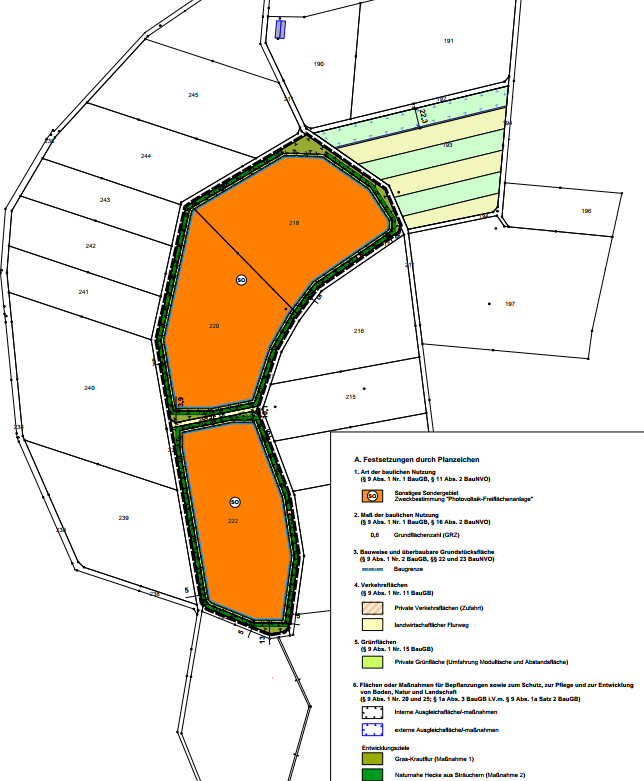 190
191
245
22,3
193
244
243
196
218
242
197
SO
241
220
216
240
215
3,9
A. Festsetzungen durch Planzeichen
1. Art der baulichen Nutzung
(§ 9 Abs. 1 Nr. 1 BauGB, § 11 Abs. 2 BauNVO)
SO
Sonstiges Sondergebiet
Zweckbestimmung "Photovoltaik-Freiflächenanlage"
2. Maß der baulichen Nutzung
(§ 9 Abs. 1 Nr. 1 BauGB, § 16 Abs. 2 BauNVO)
0,6 Grundflächenzahl (GRZ)
3. Bauweise und überbaubare Grundstücksfläche
(§ 9 Abs. 1 Nr. 2 BauGB, §§ 22 und 23 BauNVO)
Baugrenze
4. Verkehrsflächen
(§ 9 Abs. 1 Nr. 11 BauGB)
Private Verkehrsflächen (Zufahrt)
landwirtschaftlicher Flurweg
5. Grünflächen
(§ 9 Abs. 1 Nr. 15 BauGB)
Private Grünfläche (Umfahrung Modultische und Abstandsfläche)
6. Flächen oder Maßnahmen für Bepflanzungen sowie zum Schutz, zur Pflege und zur Entwicklung
von Boden, Natur und Landschaft
(§ 9 Abs. 1 Nr. 20 und 25; § 1a Abs. 3 BauGB i.V.m. § 9 Abs. 1a Satz 2 BauGB)
Interne Ausgleichsfläche/-maßnahmen
externe Ausgleichsfläche/-maßnahmen
Entwicklungsziele
Gras-Krautflur (Maßnahme 1)
Naturnahe Hecke aus Sträuchern (Maßnahme 2)
SO
222
239
5
5
5
13